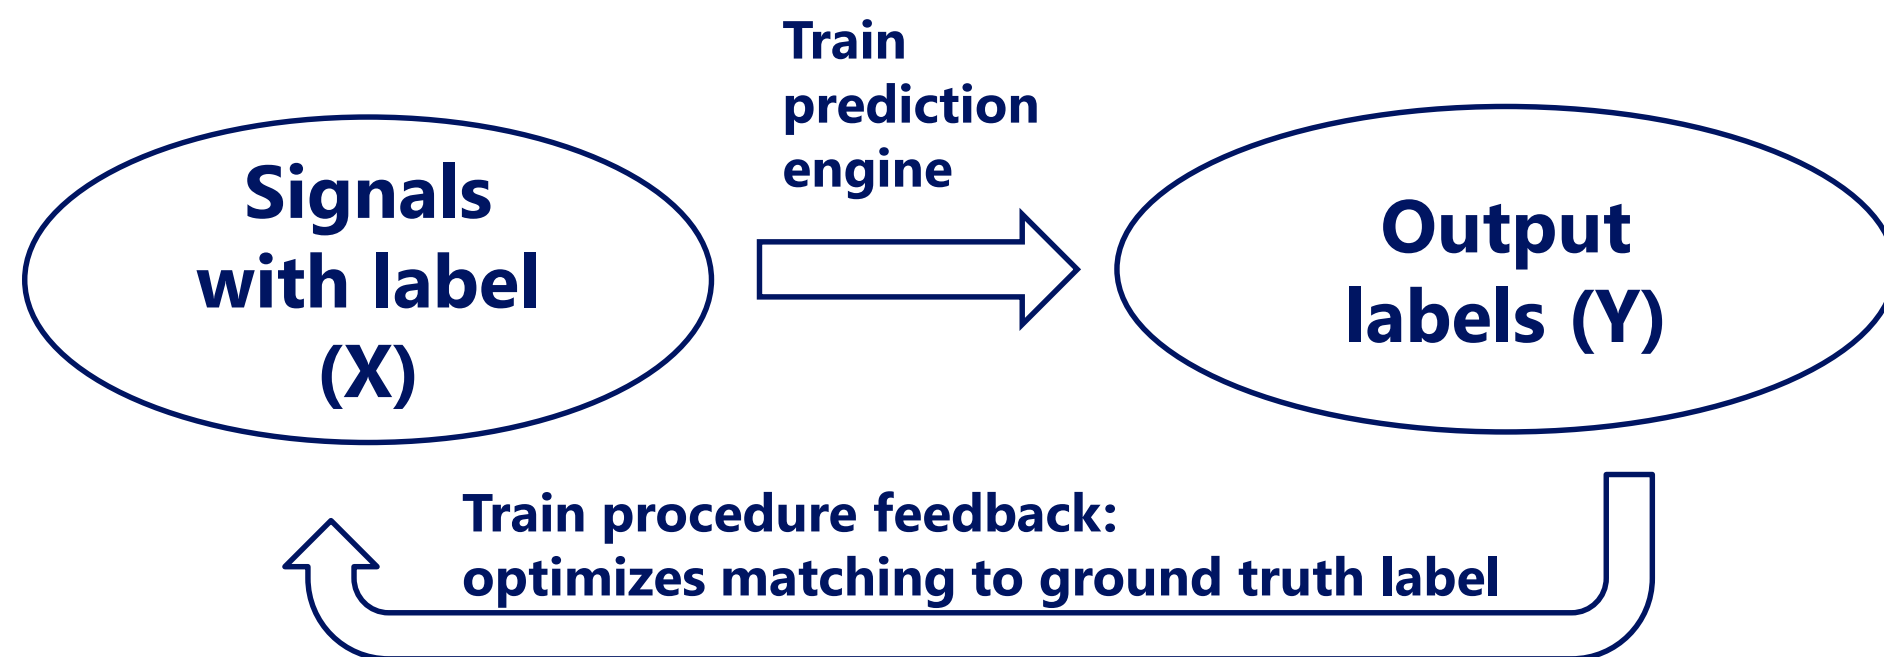 Train
prediction
engine
Signals
with label
(X)
Output
labels (Y)
Train procedure feedback:
optimizes matching to ground truth label